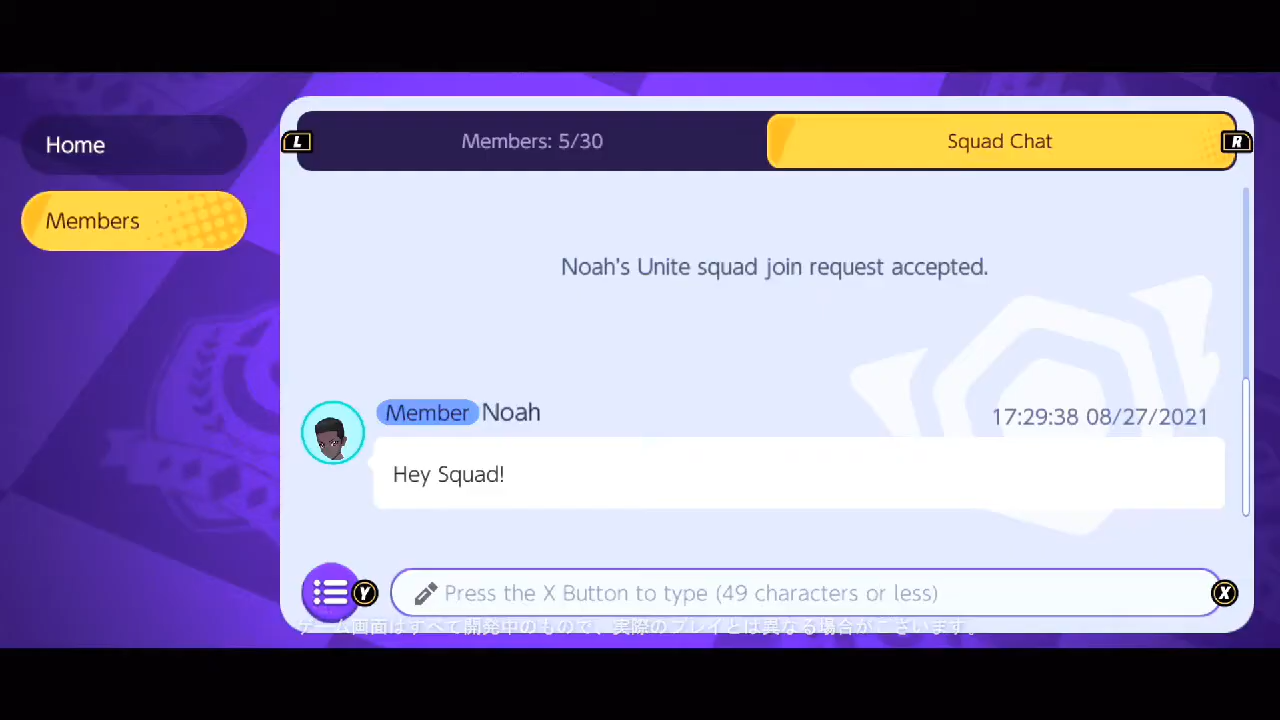 Home
Members
L
Members: 5/30
Squad Chat
R
Noah's Unite squad join request accepted.
Member Noah
17:29:38 08/27/2021
Hey Squad!
Y
Press the X Button to type (49 characters or less)
X
ゲーム画面はすべて開発中のもので、実際のプレイとは異なる場合がございます。